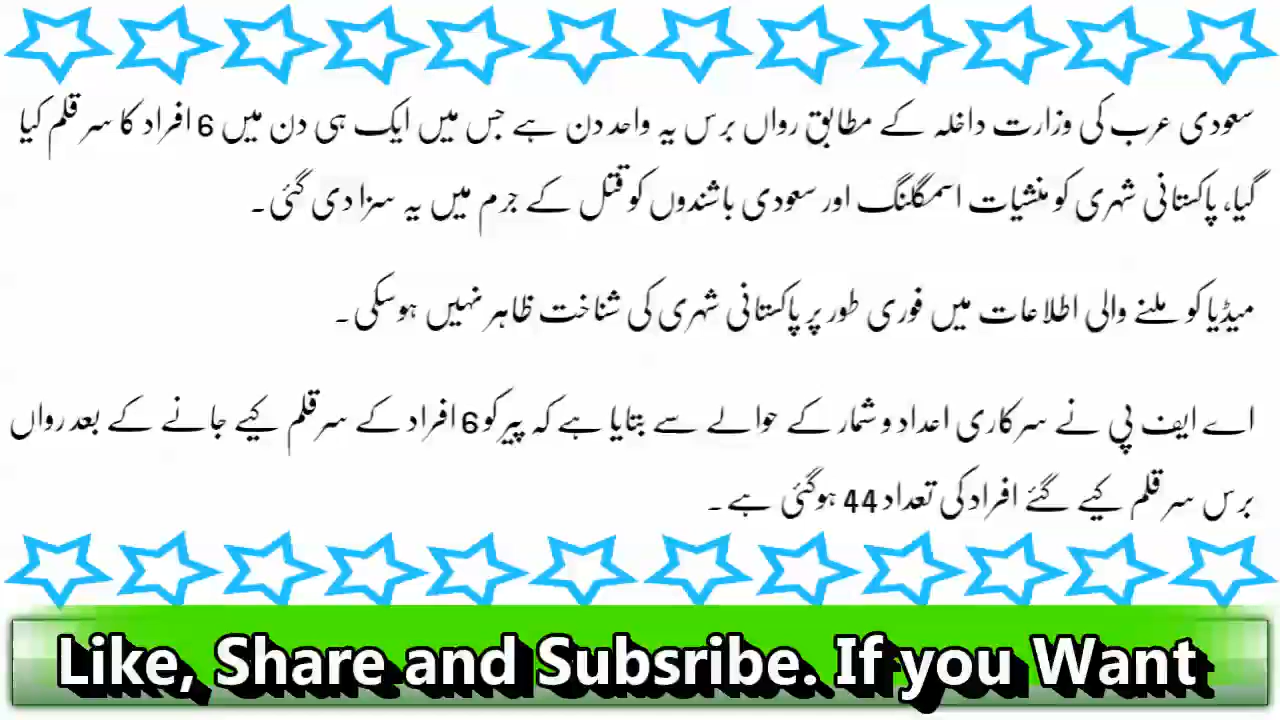 سعودی عرب کی وزارت داخلہ کے مطابق رواں برس یہ واحد دن ہے جس میں ایک ہی دن میں 6 افراد کا سر قلم کیا
گیا، پاکستانی شہری کو منشیات اسمگلنگ اور سعودی باشندوں کو قتل کے جرم میں یہ سزا دی گئی۔
میڈیا کو ملنے والی اطلاعات میں فوری طور پر پاکستانی شہری کی شناخت ظاہر نہیں ہوسکی۔
اے ایف پی نے سرکاری اعداد و شمار کے حوالے سے بتایا ہے کہ پیر کو 6 افراد کے سر قلم کیے جانے کے بعد رواں
برس سر قلم کیے گئے افراد کی تعداد 44 ہوگئی ہے۔
Like, Share and Subsribe. If you Want